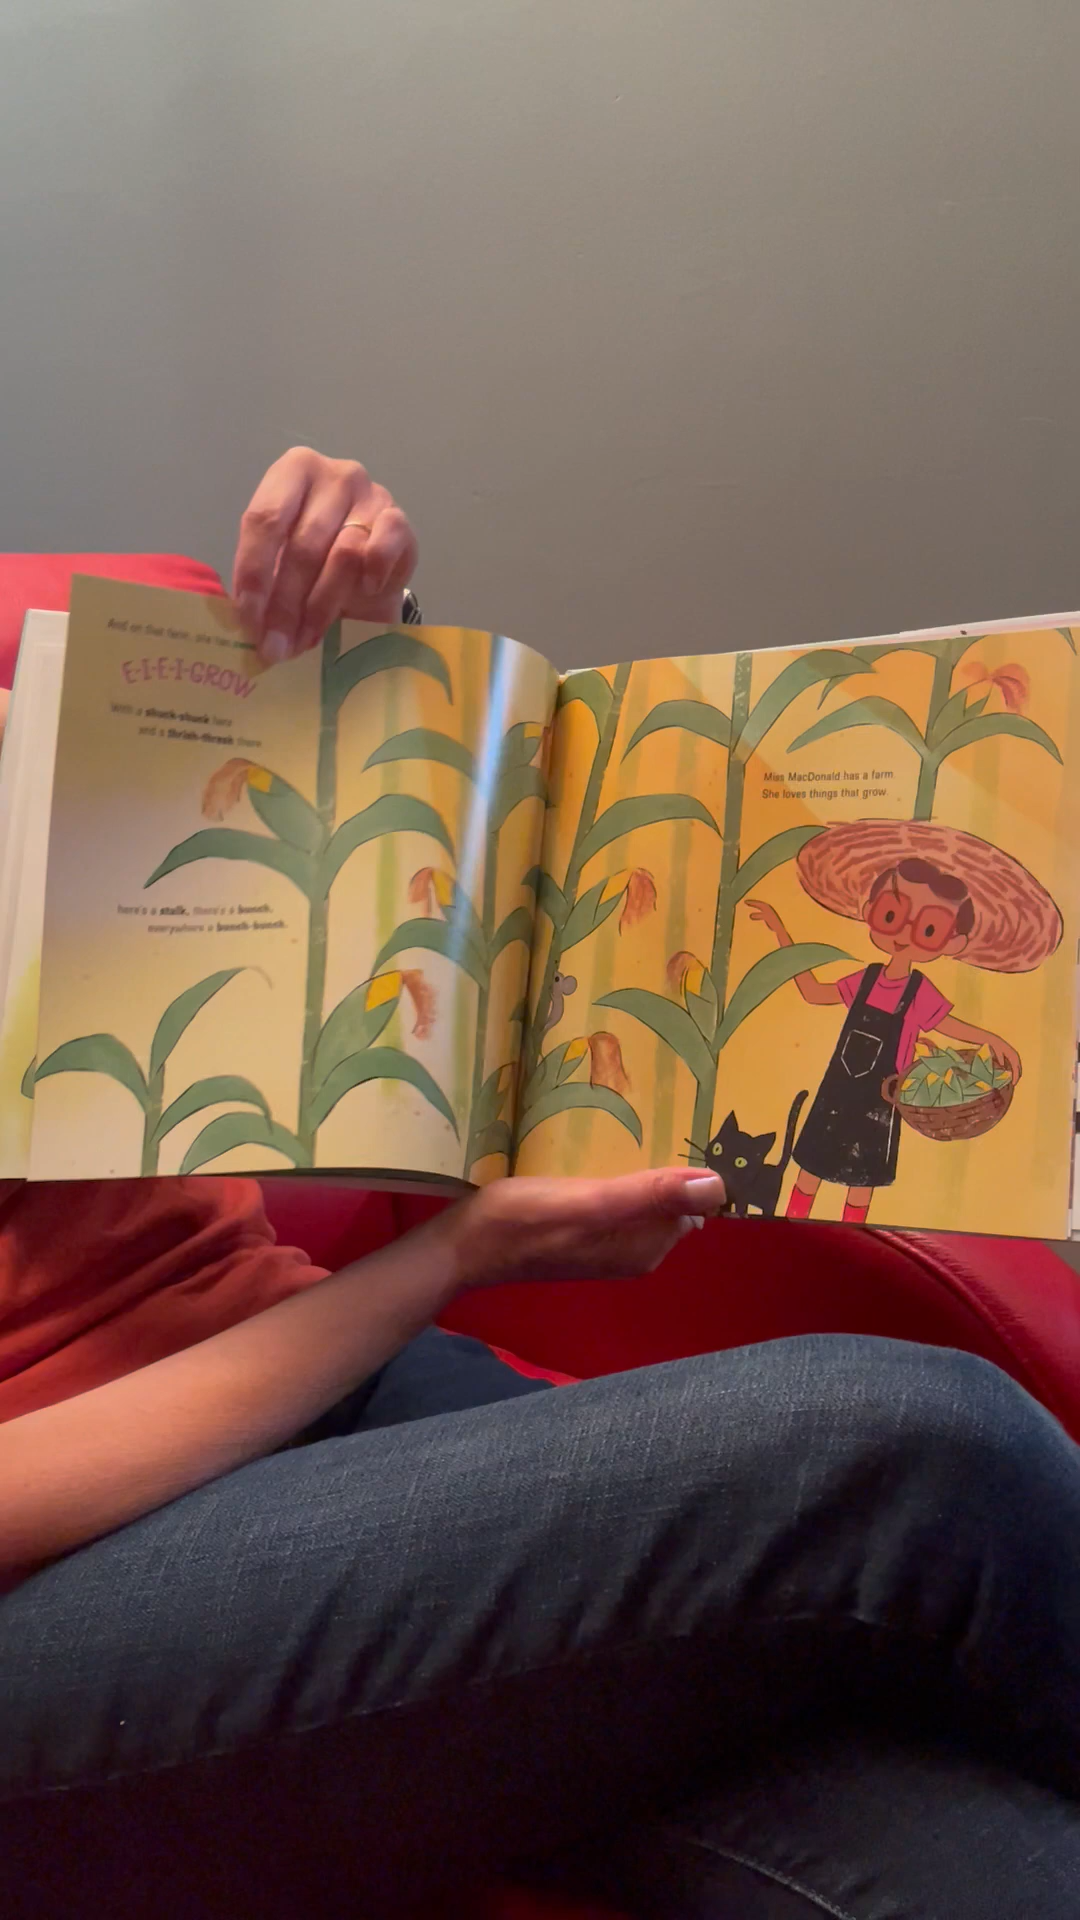 And on that farm, she has
E-I-E-I-GROW
With a shuck-shuck here
and a thrish-thresh there
here's a stalk, there's a bunch,
everywhere a bunch-bunch.
Miss MacDonald has a farm.
She loves things that grow.